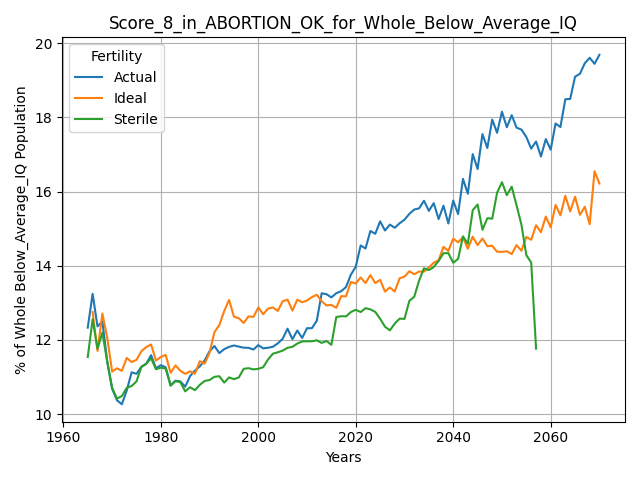 Score_8_in_ABORTION_OK_for_Whole_Below_Average_IQ
% of Whole Below_Average_IQ Population
20
18
16
14
12
10
Fertility
Actual
Ideal
Sterile
1960
1980
2000
2020
2040
2060
Years